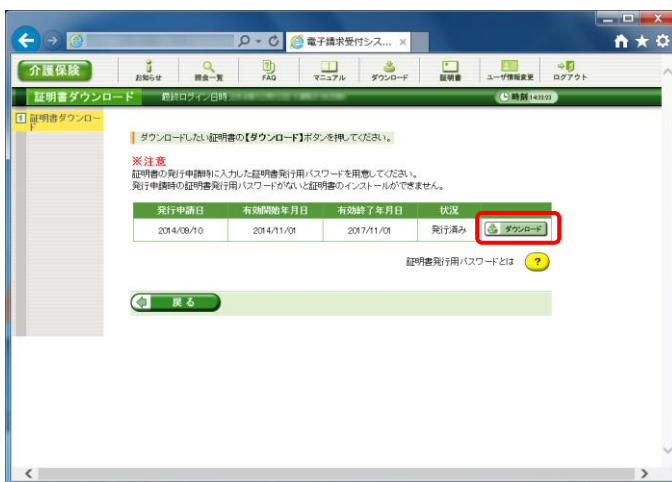 電子請求受付シス... ×
介護保険
お知らせ 照会一覧 FAQ マニュアル ダウンロード 証明書 ユーザ情報変更 ログアウト
証明書ダウンロード 最終ログイン日時 時刻
1 証明書ダウンロー
ド
ダウンロードしたい証明書の【ダウンロード】ボタンを押してください。
※注意
証明書の発行申請時に入力した証明書発行用パスワードを用意してください。
発行申請時の証明書発行用パスワードがないと証明書のインストールができません。
発行申請日 有効開始年月日 有効終了年月日 状況
2014/09/10 2014/11/01 2017/11/01 発行済み ダウンロード
証明書発行用パスワードとは ?
戻る